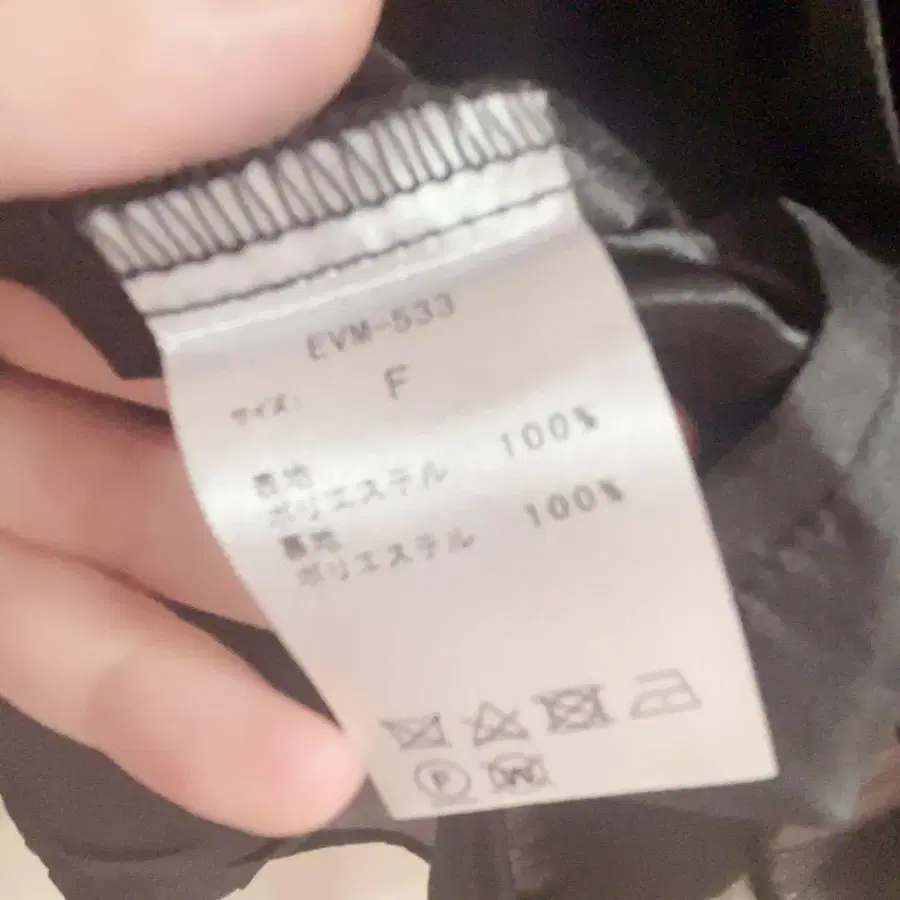 EVM-533
サイズ: F
表地
ポリエステル 100%
裏地
ポリエステル 100%
P
W